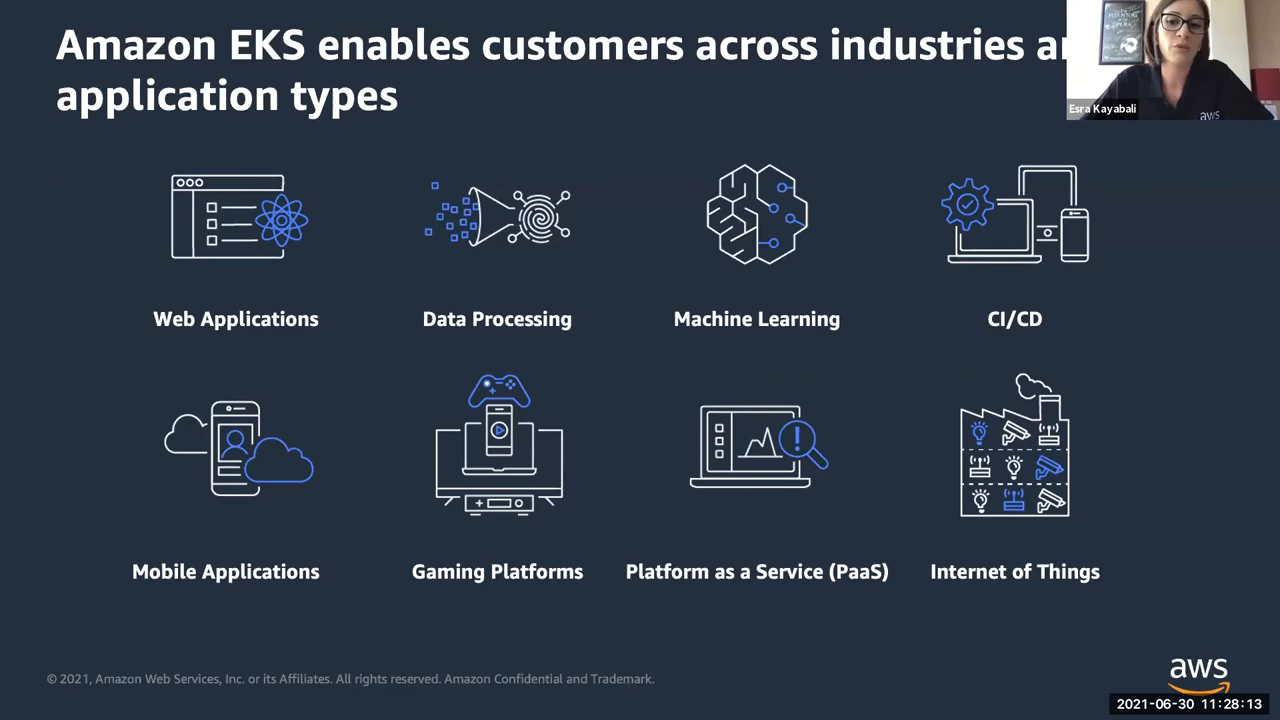 Amazon EKS enables customers across industries
application types
Esra Kayabali
aws
Web Applications
Data Processing
Machine Learning
CI/CD
Mobile Applications
Gaming Platforms
Platform as a Service (PaaS)
Internet of Things
© 2021, Amazon Web Services, Inc. or its Affiliates. All rights reserved. Amazon Confidential and Trademark.
aws
2021-06-30 11:28:13